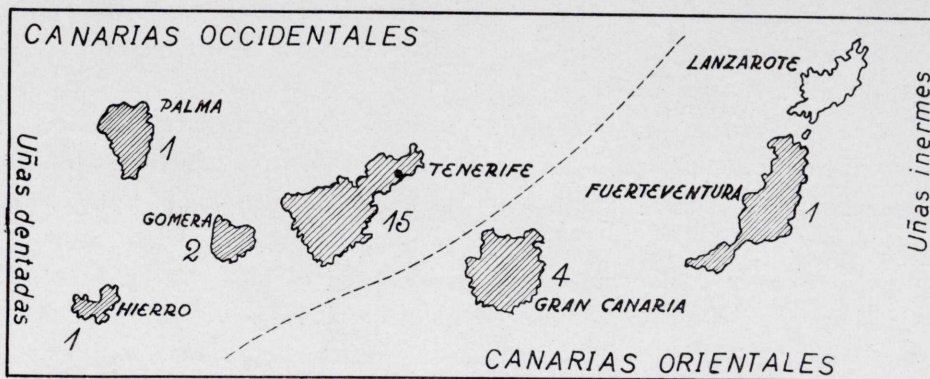 CANARIAS OCCIDENTALES
LANZAROTE
PALMA
1
Uñas dentadas
Uñas inermes
TENERIFE
FUERTEVENTURA
1
GOMERA
2
15
4
HIERRO
1
GRAN CANARIA
CANARIAS ORIENTALES